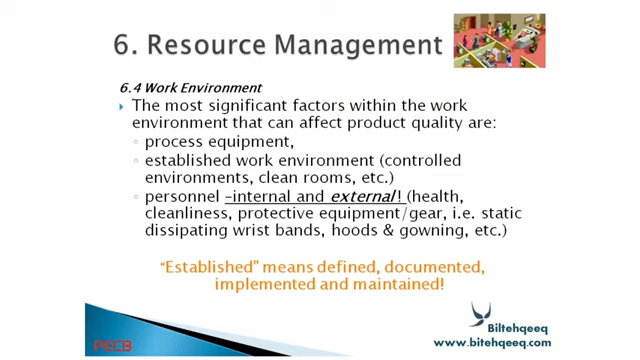 6. Resource Management
6.4 Work Environment
The most significant factors within the work
environment that can affect product quality are:
process equipment,
established work environment (controlled
environments, clean rooms, etc.)
personnel –internal and external! (health,
cleanliness, protective equipment/gear, i.e. static
dissipating wrist bands, hoods & gowning, etc.)
“Established” means defined, documented,
implemented and maintained!
Biltehqeeq
PECB
www.bitehqeeq.com